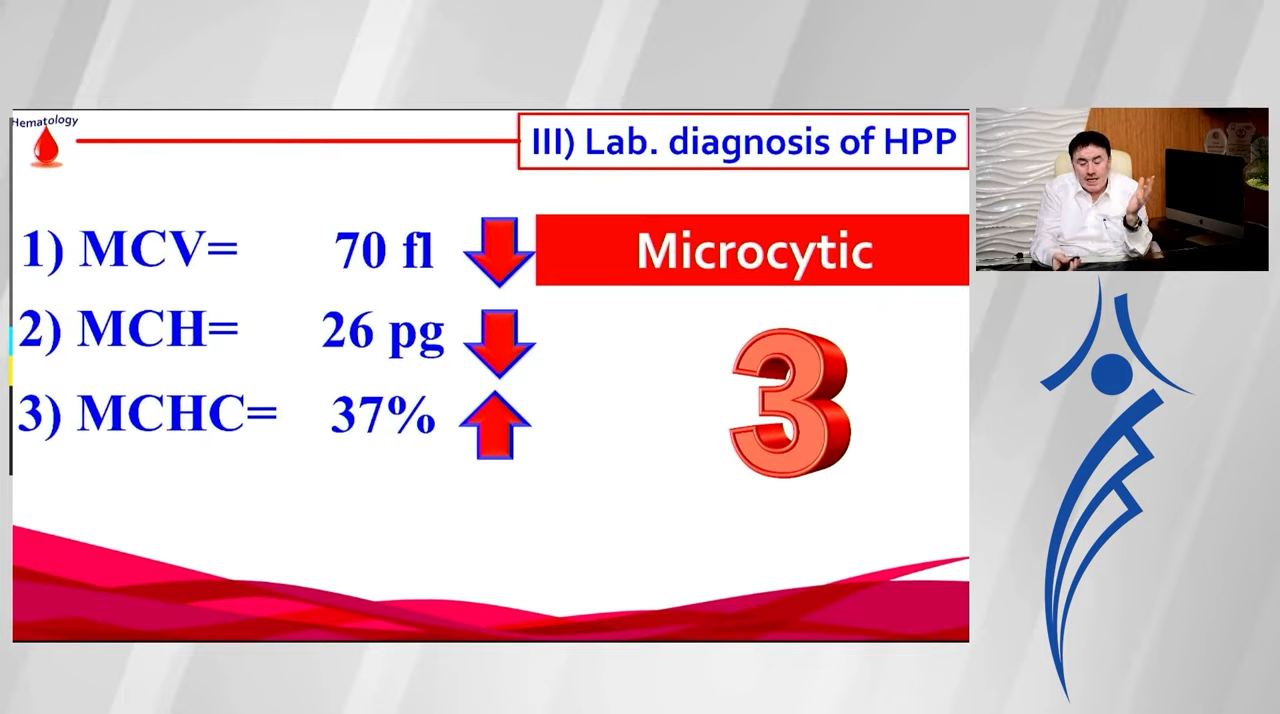 Hematology
III) Lab. diagnosis of HPP
1) MCV= 70 fl
Microcytic
2) MCH= 26 pg
3) MCHC= 37%
3